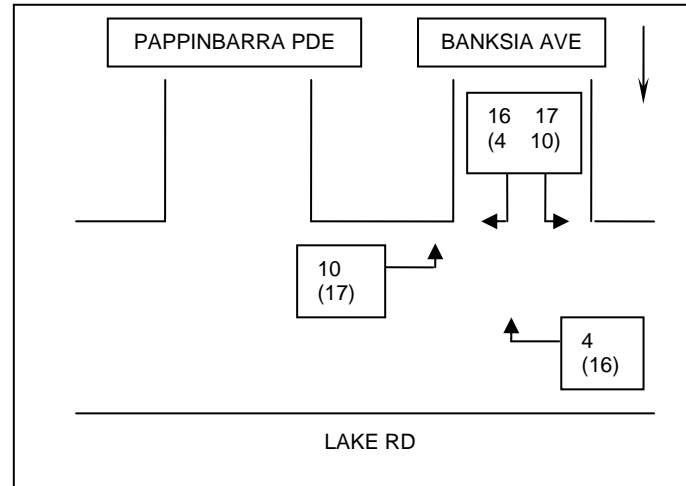 PAPPINBARRA PDE
BANKSIA AVE
16 17
(4 10)
10
(17)
4
(16)
LAKE RD